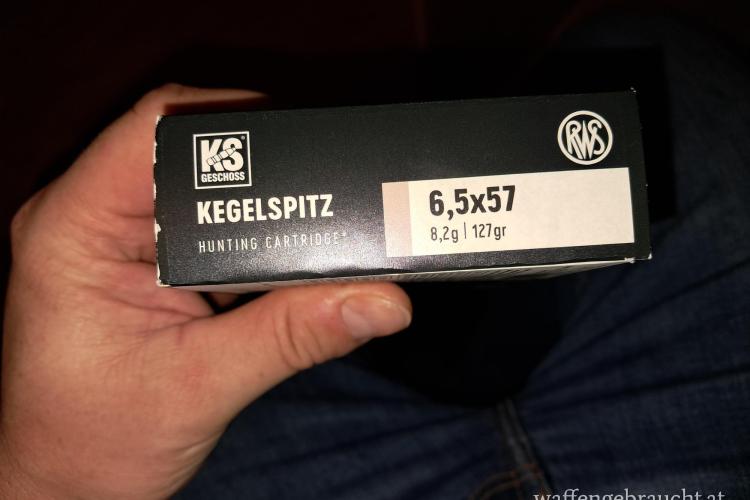 KS
GESCHOSS
RWS
KEGELSPITZ
HUNTING CARTRIDGE
6,5x57
8,2g | 127gr
waffengebraucht.at